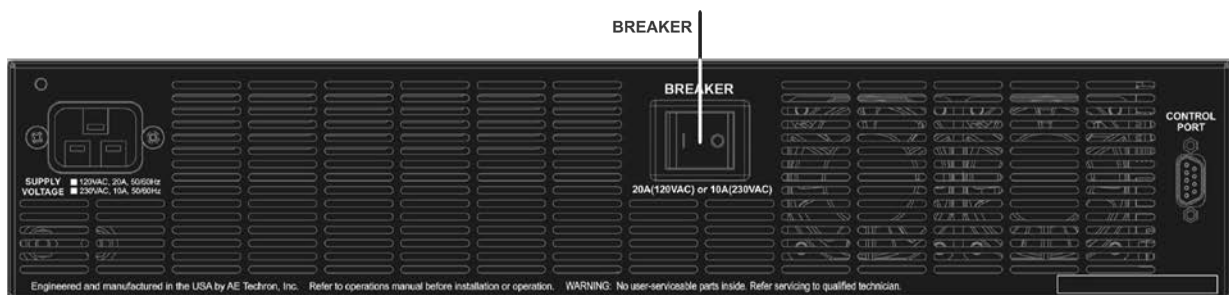 BREAKER
BREAKER
CONTROL
PORT
SUPPLY
VOLTAGE
120VAC, 20A, 50/60Hz
230VAC, 10A, 50/60Hz
20A(120VAC) or 10A(230VAC)
Engineered and manufactured in the USA by AE Techron, Inc. Refer to operations manual before installation or operation. WARNING: No user-serviceable parts inside. Refer servicing to qualified technician.